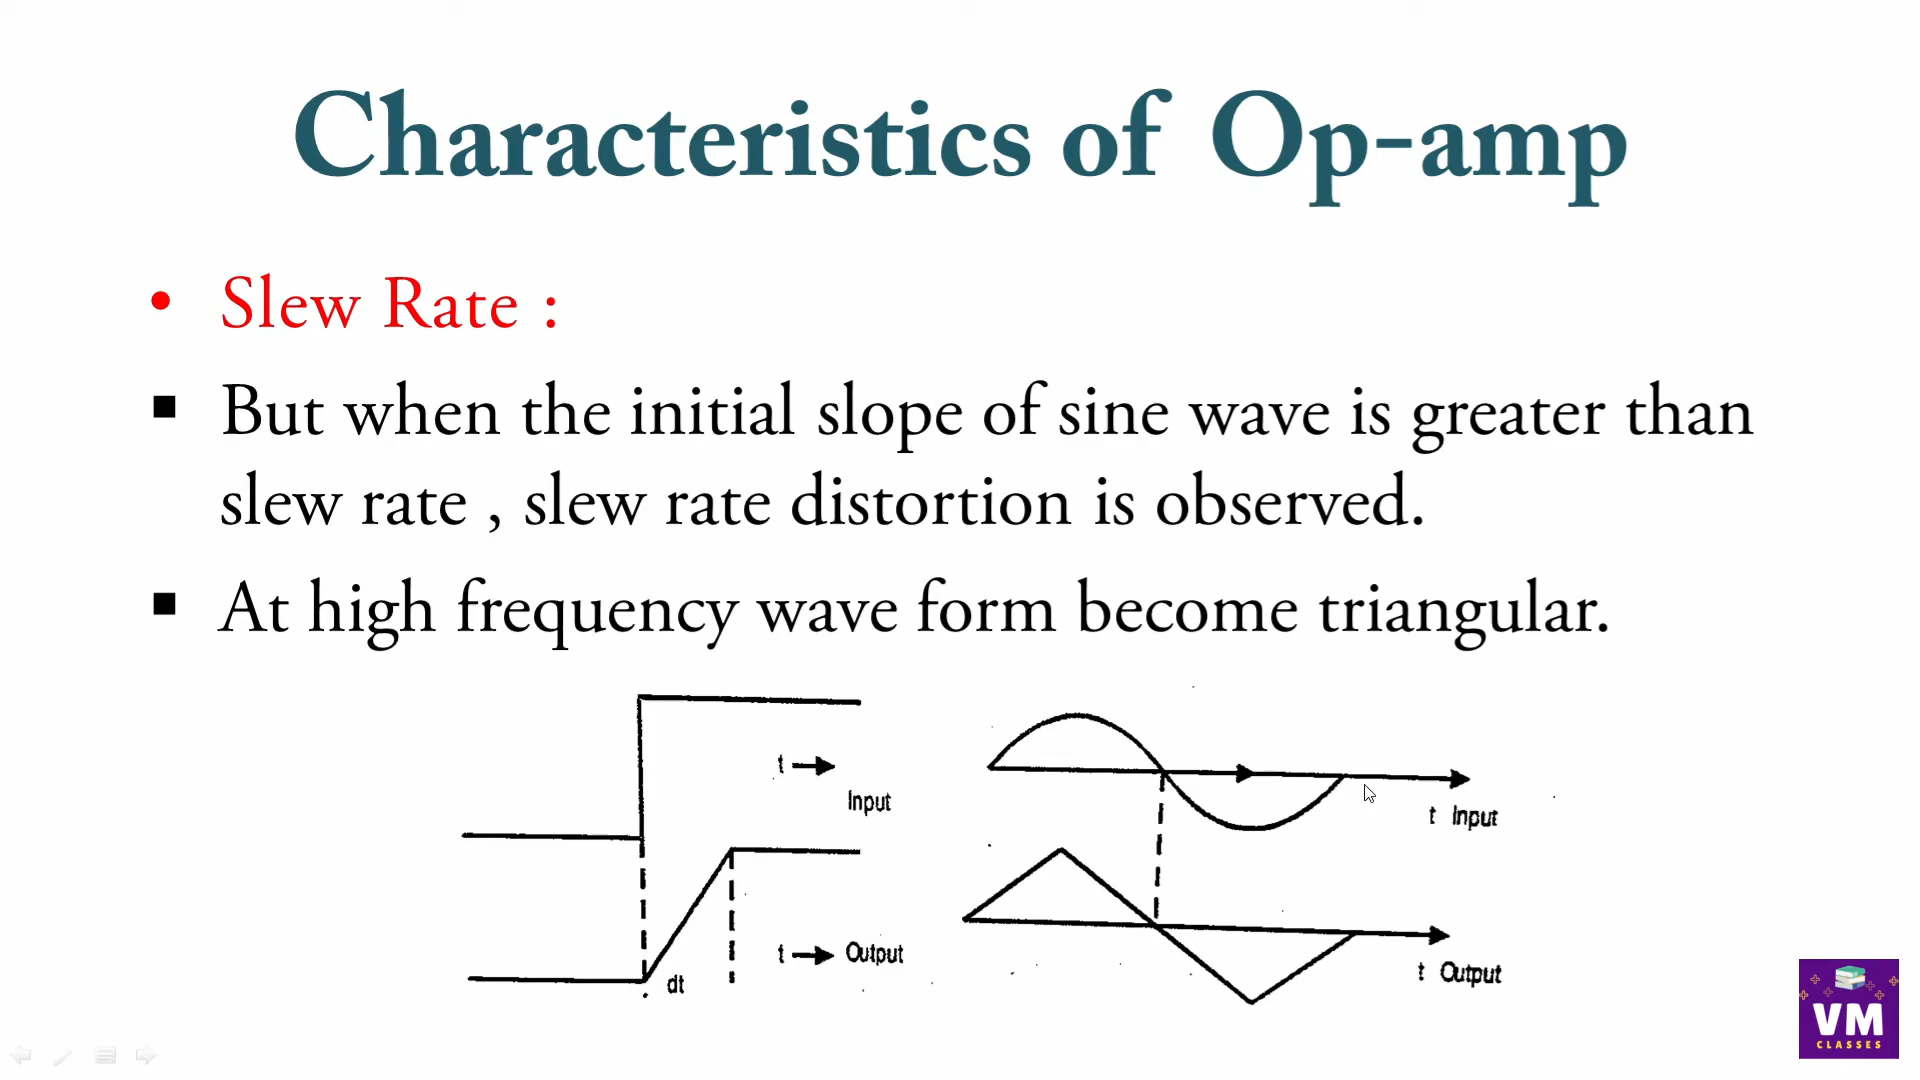 Characteristics of Op-amp
• Slew Rate :
▪ But when the initial slope of sine wave is greater than
slew rate , slew rate distortion is observed.
▪ At high frequency wave form become triangular.
t
Input
dt
t
Output
t Input
t Output
VM
CLASSES